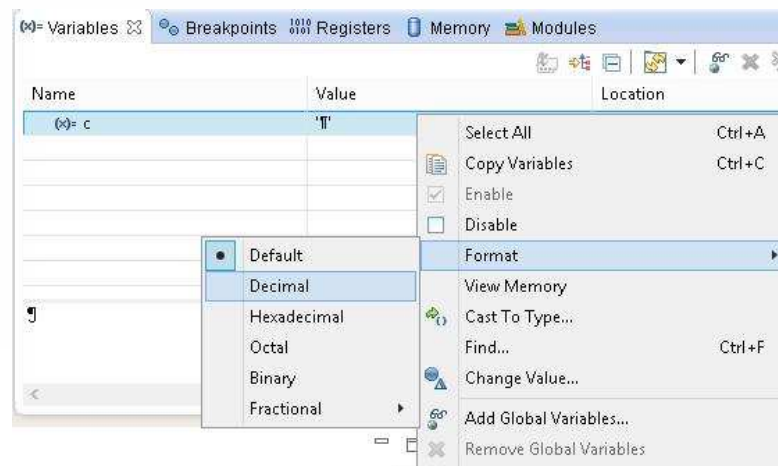 (x)= Variables Breakpoints 1010 0101 Registers Memory Modules
Name Value Location
(x)= c '¶'
Select All Ctrl+A
Copy Variables Ctrl+C
Enable
Disable
Format
View Memory
Cast To Type...
Find... Ctrl+F
Change Value...
Add Global Variables...
Remove Global Variables
Default
Decimal
Hexadecimal
Octal
Binary
Fractional
¶